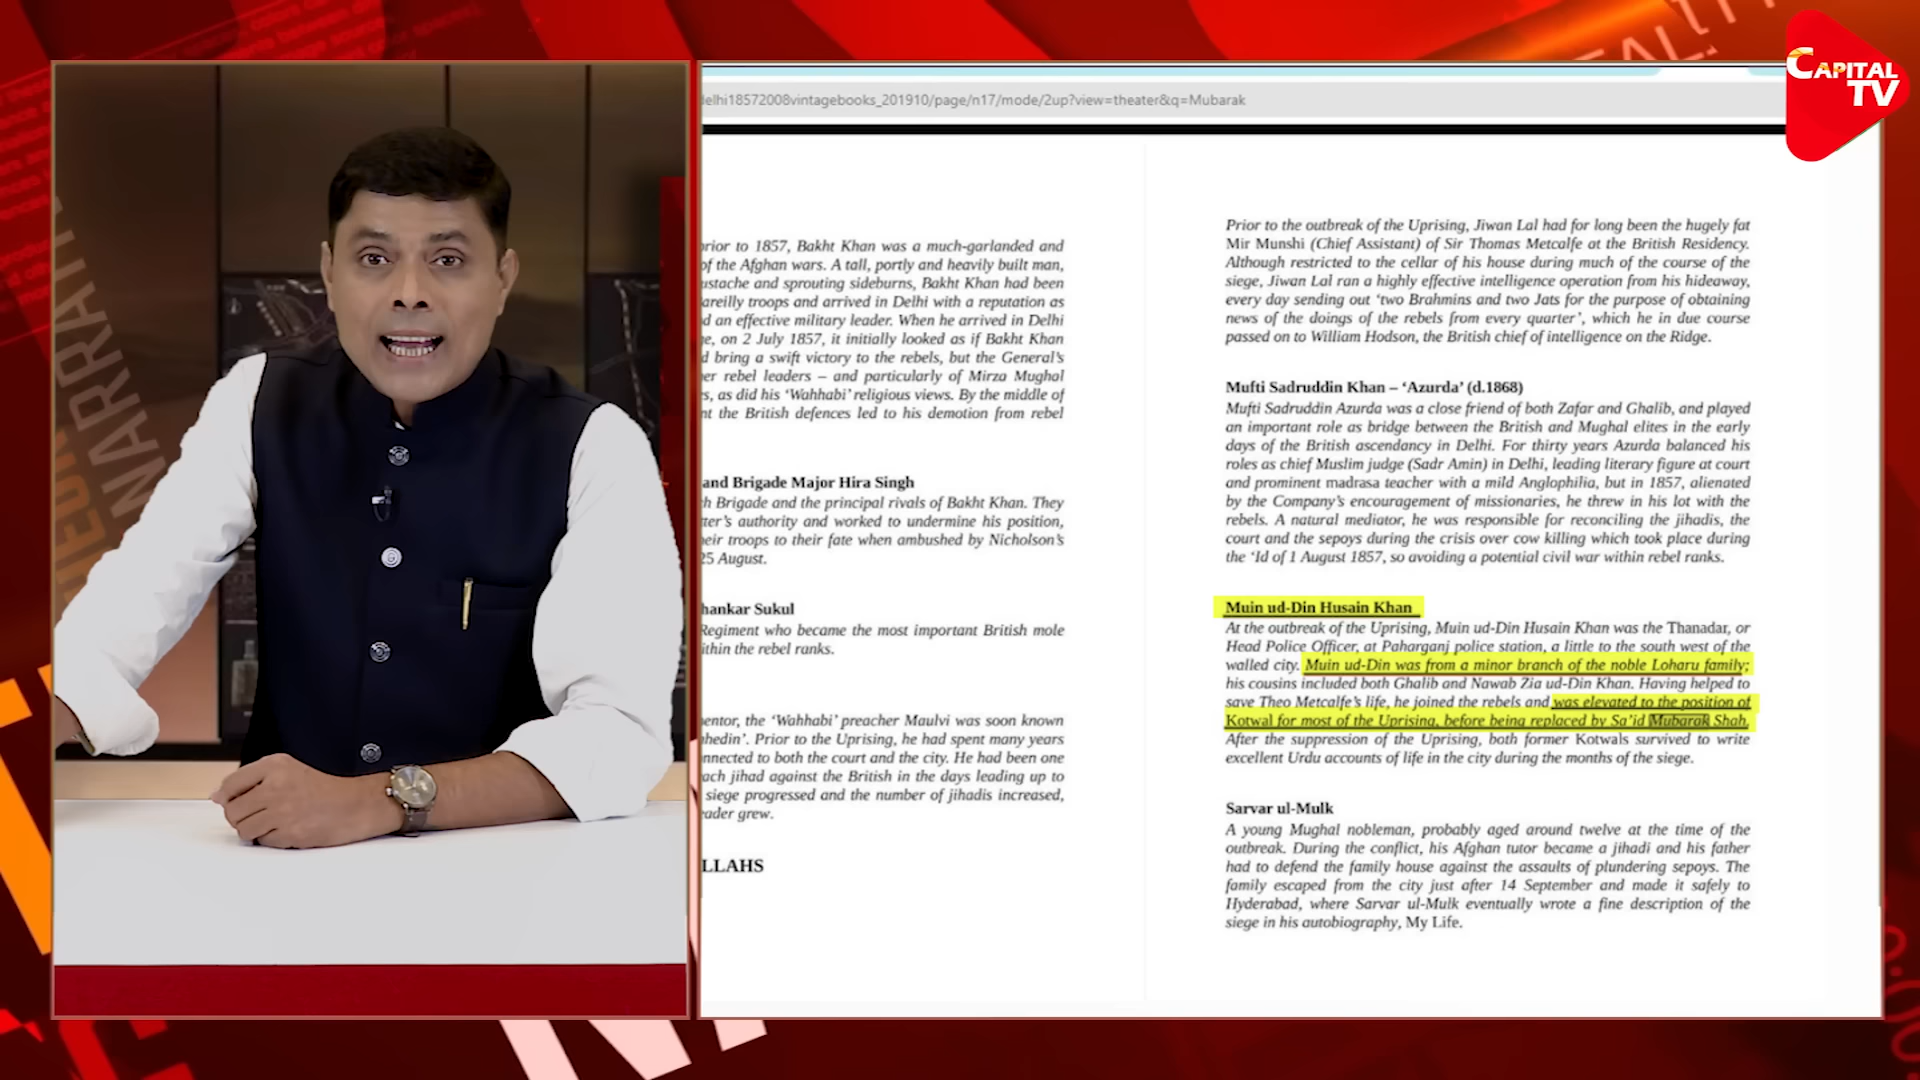 CAPITAL
TV
delhi18572008vintagebooks_201910/page/n17/mode/2up?view=theater&q=Mubarak
prior to 1857, Bakht Khan was a much-garlanded and
of the Afghan wars. A tall, portly and heavily built man,
ustache and sprouting sideburns, Bakht Khan had been
areilly troops and arrived in Delhi with a reputation as
d an effective military leader. When he arrived in Delhi
e, on 2 July 1857, it initially looked as if Bakht Khan
d bring a swift victory to the rebels, but the General's
er rebel leaders – and particularly of Mirza Mughal
s, as did his 'Wahhabi' religious views. By the middle of
nt the British defences led to his demotion from rebel
and Brigade Major Hira Singh
h Brigade and the principal rivals of Bakht Khan. They
ter's authority and worked to undermine his position,
eir troops to their fate when ambushed by Nicholson's
25 August.
hankar Sukul
Regiment who became the most important British mole
ithin the rebel ranks.
entor, the 'Wahhabi' preacher Maulvi was soon known
hedin'. Prior to the Uprising, he had spent many years
nnected to both the court and the city. He had been one
ach jihad against the British in the days leading up to
siege progressed and the number of jihadis increased,
eader grew.
LLAHS
Prior to the outbreak of the Uprising, Jiwan Lal had for long been the hugely fat
Mir Munshi (Chief Assistant) of Sir Thomas Metcalfe at the British Residency.
Although restricted to the cellar of his house during much of the course of the
siege, Jiwan Lal ran a highly effective intelligence operation from his hideaway,
every day sending out 'two Brahmins and two Jats for the purpose of obtaining
news of the doings of the rebels from every quarter', which he in due course
passed on to William Hodson, the British chief of intelligence on the Ridge.
Mufti Sadruddin Khan – 'Azurda' (d.1868)
Mufti Sadruddin Azurda was a close friend of both Zafar and Ghalib, and played
an important role as bridge between the British and Mughal elites in the early
days of the British ascendancy in Delhi. For thirty years Azurda balanced his
roles as chief Muslim judge (Sadr Amin) in Delhi, leading literary figure at court
and prominent madrasa teacher with a mild Anglophilia, but in 1857, alienated
by the Company's encouragement of missionaries, he threw in his lot with the
rebels. A natural mediator, he was responsible for reconciling the jihadis, the
court and the sepoys during the crisis over cow killing which took place during
the 'Id of 1 August 1857, so avoiding a potential civil war within rebel ranks.
Muin ud-Din Husain Khan
At the outbreak of the Uprising, Muin ud-Din Husain Khan was the Thanadar, or
Head Police Officer, at Paharganj police station, a little to the south west of the
walled city. Muin ud-Din was from a minor branch of the noble Loharu family;
his cousins included both Ghalib and Nawab Zia ud-Din Khan. Having helped to
save Theo Metcalfe's life, he joined the rebels and was elevated to the position of
Kotwal for most of the Uprising, before being replaced by Sa'id Mubarak Shah.
After the suppression of the Uprising, both former Kotwals survived to write
excellent Urdu accounts of life in the city during the months of the siege.
Sarvar ul-Mulk
A young Mughal nobleman, probably aged around twelve at the time of the
outbreak. During the conflict, his Afghan tutor became a jihadi and his father
had to defend the family house against the assaults of plundering sepoys. The
family escaped from the city just after 14 September and made it safely to
Hyderabad, where Sarvar ul-Mulk eventually wrote a fine description of the
siege in his autobiography, My Life.